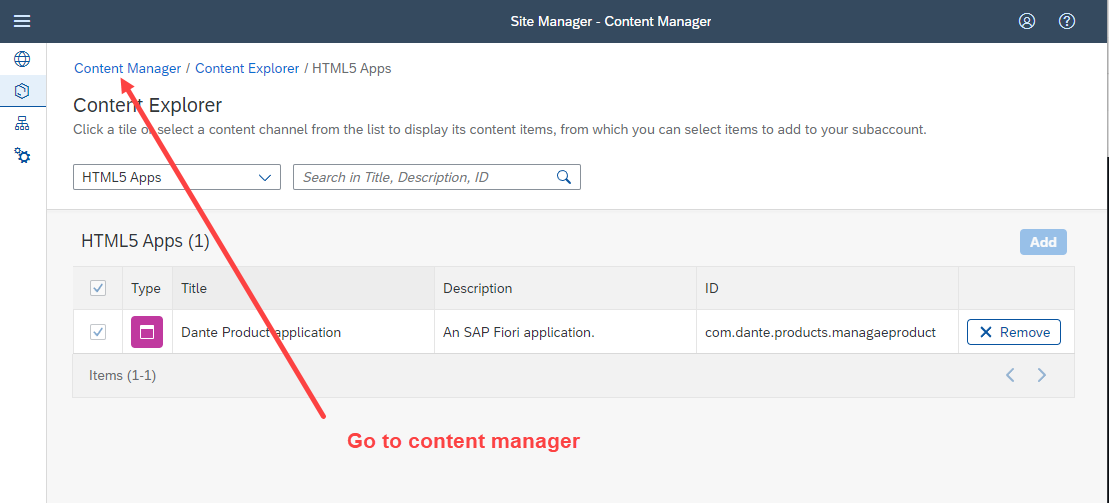 Site Manager - Content Manager
Content Manager / Content Explorer / HTML5 Apps
Content Explorer
Click a tile or select a content channel from the list to display its content items, from which you can select items to add to your subaccount.
HTML5 Apps
Search in Title, Description, ID
HTML5 Apps (1)
Add
Type Title Description ID
Dante Product application An SAP Fiori application. com.dante.products.managaeproduct Remove
Items (1-1)
Go to content manager